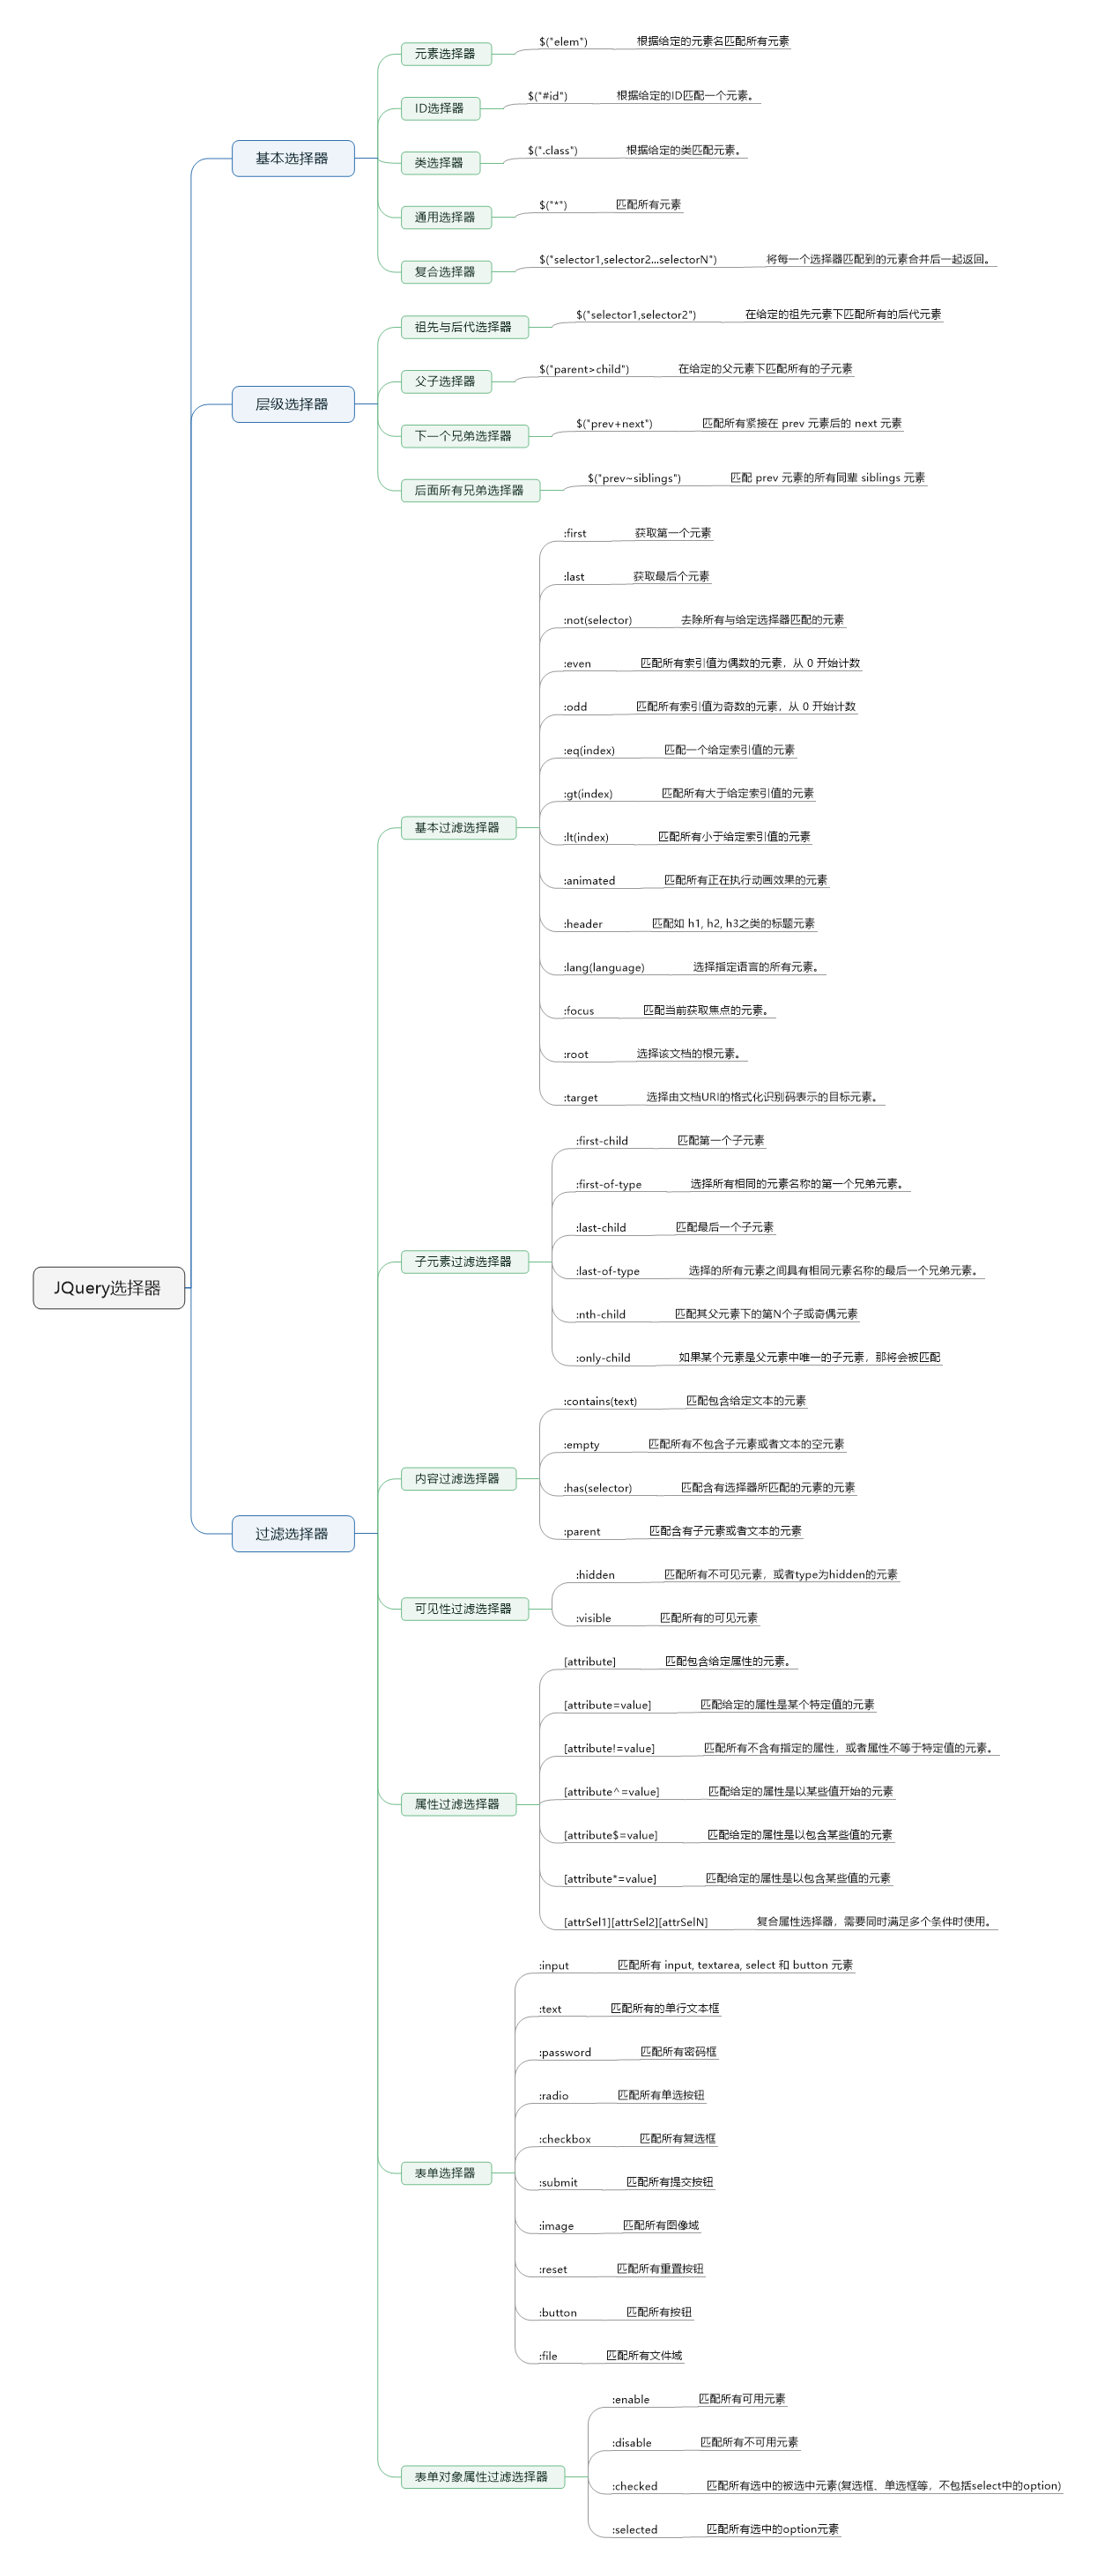 JQuery选择器
基本选择器
元素选择器
$("elem") 根据给定的元素名匹配所有元素
ID选择器
$("#id") 根据给定的ID匹配一个元素。
类选择器
$(".class") 根据给定的类匹配元素。
通用选择器
$("*") 匹配所有元素
复合选择器
$("selector1,selector2...selectorN") 将每一个选择器匹配到的元素合并后一起返回。
层级选择器
祖先与后代选择器
$("selector1,selector2") 在给定的祖先元素下匹配所有的后代元素
父子选择器
$("parent>child") 在给定的父元素下匹配所有的子元素
下一个兄弟选择器
$("prev+next") 匹配所有紧接在 prev 元素后的 next 元素
后面所有兄弟选择器
$("prev~siblings") 匹配 prev 元素的所有同辈 siblings 元素
过滤选择器
基本过滤选择器
:first 获取第一个元素
:last 获取最后个元素
:not(selector) 去除所有与给定选择器匹配的元素
:even 匹配所有索引值为偶数的元素，从 0 开始计数
:odd 匹配所有索引值为奇数的元素，从 0 开始计数
:eq(index) 匹配一个给定索引值的元素
:gt(index) 匹配所有大于给定索引值的元素
:lt(index) 匹配所有小于给定索引值的元素
:animated 匹配所有正在执行动画效果的元素
:header 匹配如 h1, h2, h3之类的标题元素
:lang(language) 选择指定语言的所有元素。
:focus 匹配当前获取焦点的元素。
:root 选择该文档的根元素。
:target 选择由文档URI的格式化识别码表示的目标元素。
子元素过滤选择器
:first-child 匹配第一个子元素
:first-of-type 选择所有相同的元素名称的第一个兄弟元素。
:last-child 匹配最后一个子元素
:last-of-type 选择的所有元素之间具有相同元素名称的最后一个兄弟元素。
:nth-child 匹配其父元素下的第N个子或奇偶元素
:only-child 如果某个元素是父元素中唯一的子元素，那将会被匹配
内容过滤选择器
:contains(text) 匹配包含给定文本的元素
:empty 匹配所有不包含子元素或者文本的空元素
:has(selector) 匹配含有选择器所匹配的元素的元素
:parent 匹配含有子元素或者文本的元素
可见性过滤选择器
:hidden 匹配所有不可见元素，或者type为hidden的元素
:visible 匹配所有的可见元素
属性过滤选择器
[attribute] 匹配包含给定属性的元素。
[attribute=value] 匹配给定的属性是某个特定值的元素
[attribute!=value] 匹配所有不含有指定的属性，或者属性不等于特定值的元素。
[attribute^=value] 匹配给定的属性是以某些值开始的元素
[attribute$=value] 匹配给定的属性是以包含某些值的元素
[attribute*=value] 匹配给定的属性是以包含某些值的元素
[attrSel1][attrSel2][attrSelN] 复合属性选择器，需要同时满足多个条件时使用。
表单选择器
:input 匹配所有 input, textarea, select 和 button 元素
:text 匹配所有的单行文本框
:password 匹配所有密码框
:radio 匹配所有单选按钮
:checkbox 匹配所有复选框
:submit 匹配所有提交按钮
:image 匹配所有图像域
:reset 匹配所有重置按钮
:button 匹配所有按钮
:file 匹配所有文件域
表单对象属性过滤选择器
:enable 匹配所有可用元素
:disable 匹配所有不可用元素
:checked 匹配所有选中的被选中元素(复选框、单选框等，不包括select中的option)
:selected 匹配所有选中的option元素